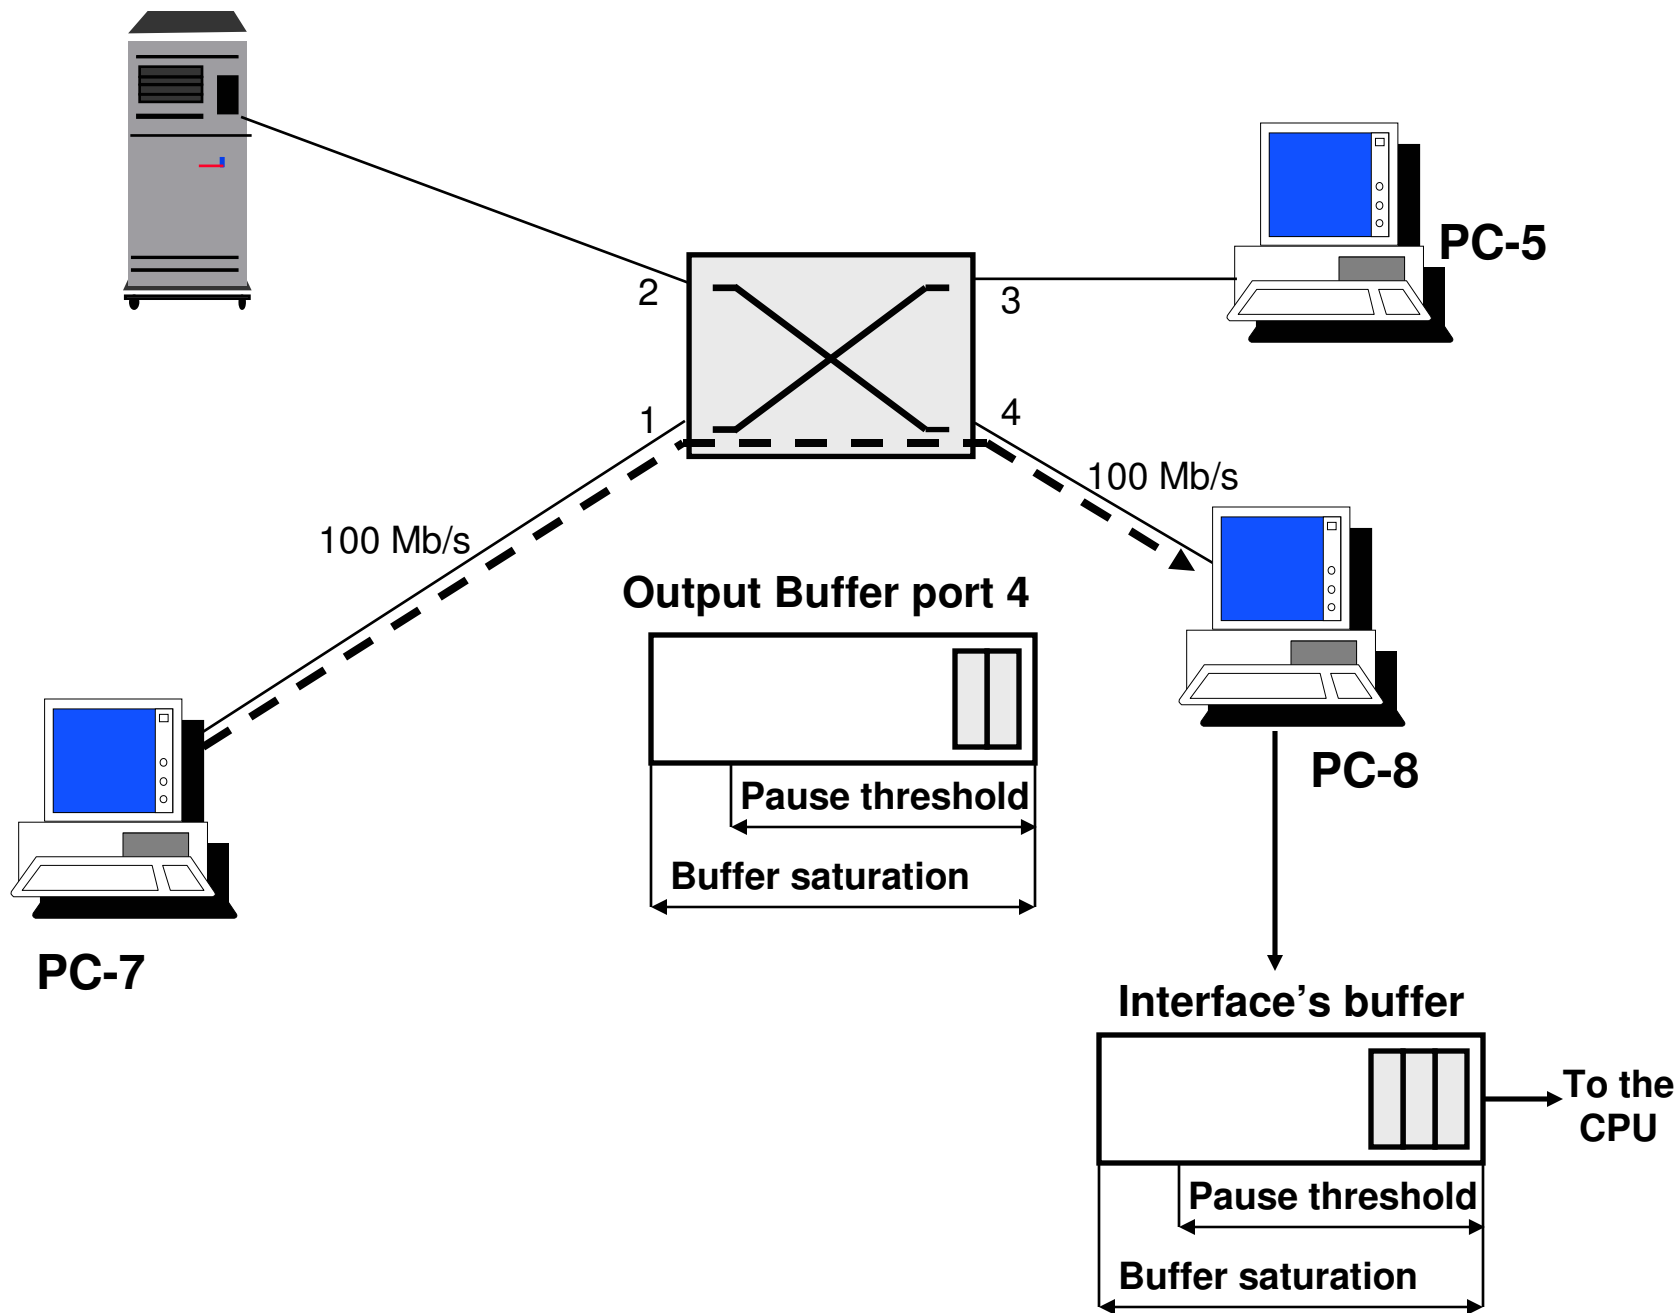 PC-5
2
3
1
4
100 Mb/s
100 Mb/s
Output Buffer port 4
Pause threshold
PC-8
Buffer saturation
PC-7
Interface’s buffer
To the
CPU
Pause threshold
Buffer saturation